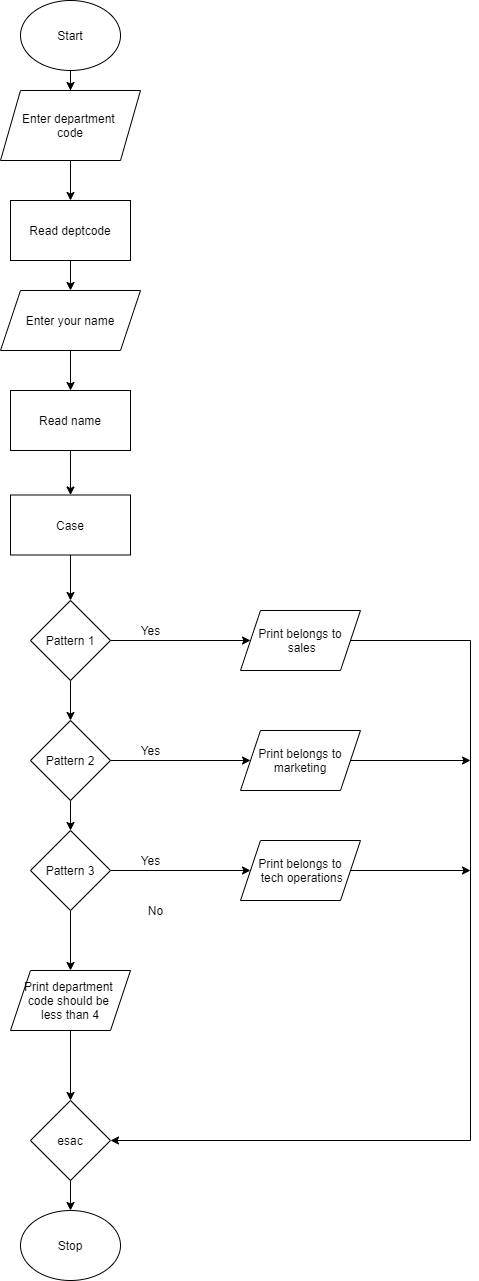 Start
Enter department
code
Read deptcode
Enter your name
Read name
Case
Pattern 1
Yes
Print belongs to
sales
Pattern 2
Yes
Print belongs to
marketing
Pattern 3
Yes
Print belongs to
tech operations
No
Print department
code should be
less than 4
esac
Stop